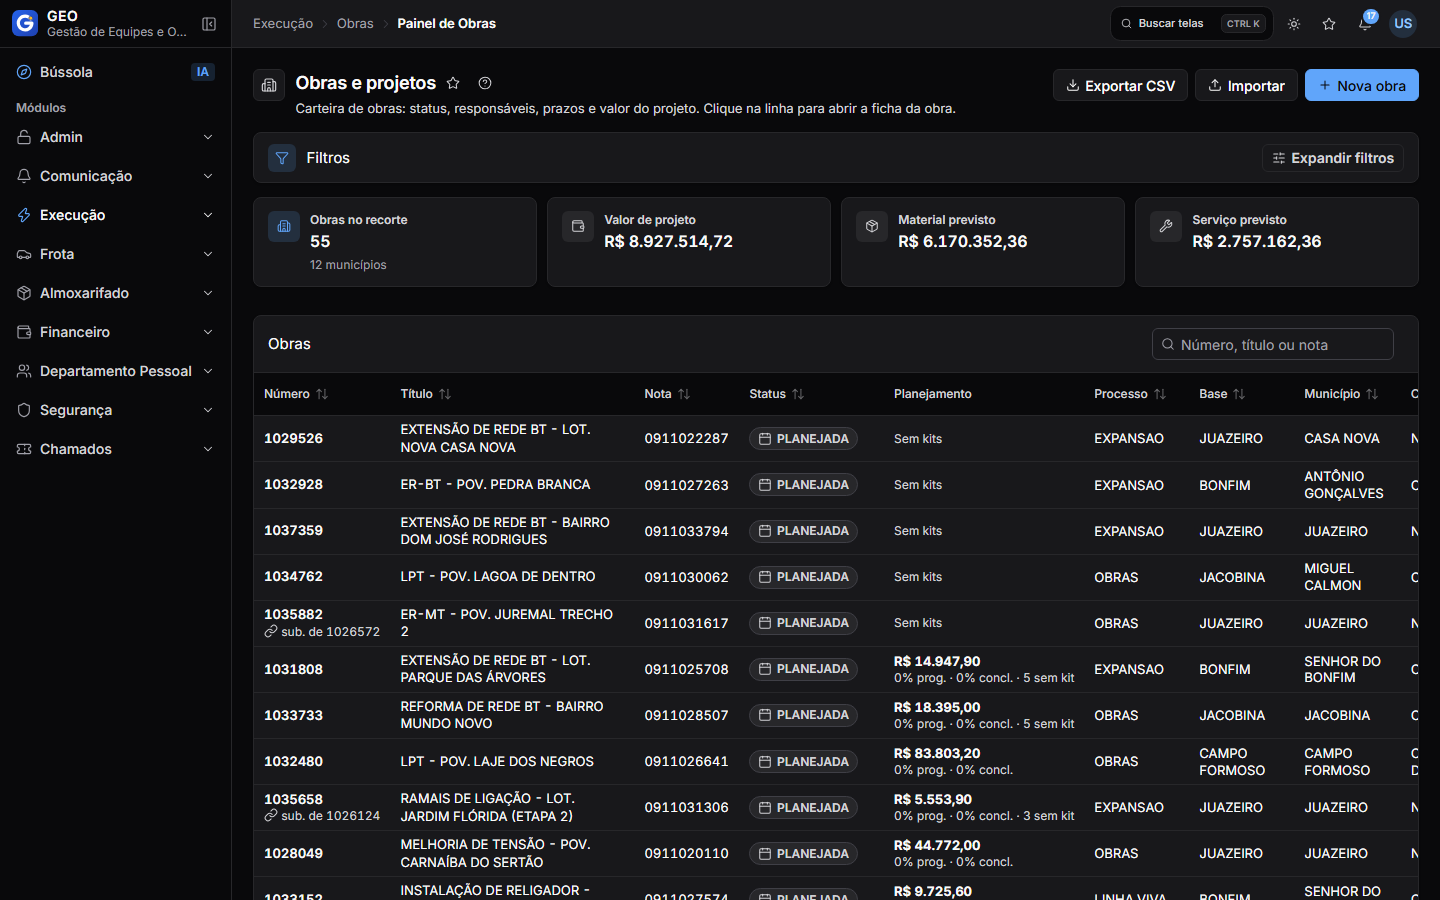 GEO
Gestão de Equipes e O...
Execução
Obras
Painel de Obras
Buscar telas
CTRL K
17
US
Bússola
IA
Módulos
Admin
Comunicação
Execução
Frota
Almoxarifado
Financeiro
Departamento Pessoal
Segurança
Chamados
Obras e projetos
Carteira de obras: status, responsáveis, prazos e valor do projeto. Clique na linha para abrir a ficha da obra.
Exportar CSV
Importar
+ Nova obra
Filtros
Expandir filtros
Obras no recorte
55
12 municípios
Valor de projeto
R$ 8.927.514,72
Material previsto
R$ 6.170.352,36
Serviço previsto
R$ 2.757.162,36
Obras
Número, título ou nota
Número Título Nota Status Planejamento Processo Base Município
1029526
EXTENSÃO DE REDE BT - LOT.
NOVA CASA NOVA
0911022287
PLANEJADA
Sem kits
EXPANSAO
JUAZEIRO
CASA NOVA
1032928
ER-BT - POV. PEDRA BRANCA
0911027263
PLANEJADA
Sem kits
EXPANSAO
BONFIM
ANTÔNIO
GONÇALVES
1037359
EXTENSÃO DE REDE BT - BAIRRO
DOM JOSÉ RODRIGUES
0911033794
PLANEJADA
Sem kits
EXPANSAO
JUAZEIRO
JUAZEIRO
1034762
LPT - POV. LAGOA DE DENTRO
0911030062
PLANEJADA
Sem kits
OBRAS
JACOBINA
MIGUEL
CALMON
1035882
sub. de 1026572
ER-MT - POV. JUREMAL TRECHO
2
0911031617
PLANEJADA
Sem kits
OBRAS
JUAZEIRO
JUAZEIRO
1031808
EXTENSÃO DE REDE BT - LOT.
PARQUE DAS ÁRVORES
0911025708
PLANEJADA
R$ 14.947,90
0% prog. · 0% concl. · 5 sem kit
EXPANSAO
BONFIM
SENHOR DO
BONFIM
1033733
REFORMA DE REDE BT - BAIRRO
MUNDO NOVO
0911028507
PLANEJADA
R$ 18.395,00
0% prog. · 0% concl. · 5 sem kit
OBRAS
JACOBINA
JACOBINA
1032480
LPT - POV. LAJE DOS NEGROS
0911026641
PLANEJADA
R$ 83.803,20
0% prog. · 0% concl.
OBRAS
CAMPO
FORMOSO
CAMPO
FORMOSO
1035658
sub. de 1026124
RAMAIS DE LIGAÇÃO - LOT.
JARDIM FLÓRIDA (ETAPA 2)
0911031306
PLANEJADA
R$ 5.553,90
0% prog. · 0% concl. · 3 sem kit
EXPANSAO
JUAZEIRO
JUAZEIRO
1028049
MELHORIA DE TENSÃO - POV.
CARNAÍBA DO SERTÃO
0911020110
PLANEJADA
R$ 44.772,00
0% prog. · 0% concl.
OBRAS
JUAZEIRO
JUAZEIRO
1033152
INSTALAÇÃO DE RELIGADOR -
0911027574
PLANEJADA
R$ 9.725,60
LINHA VIVA
BONFIM
SENHOR DO